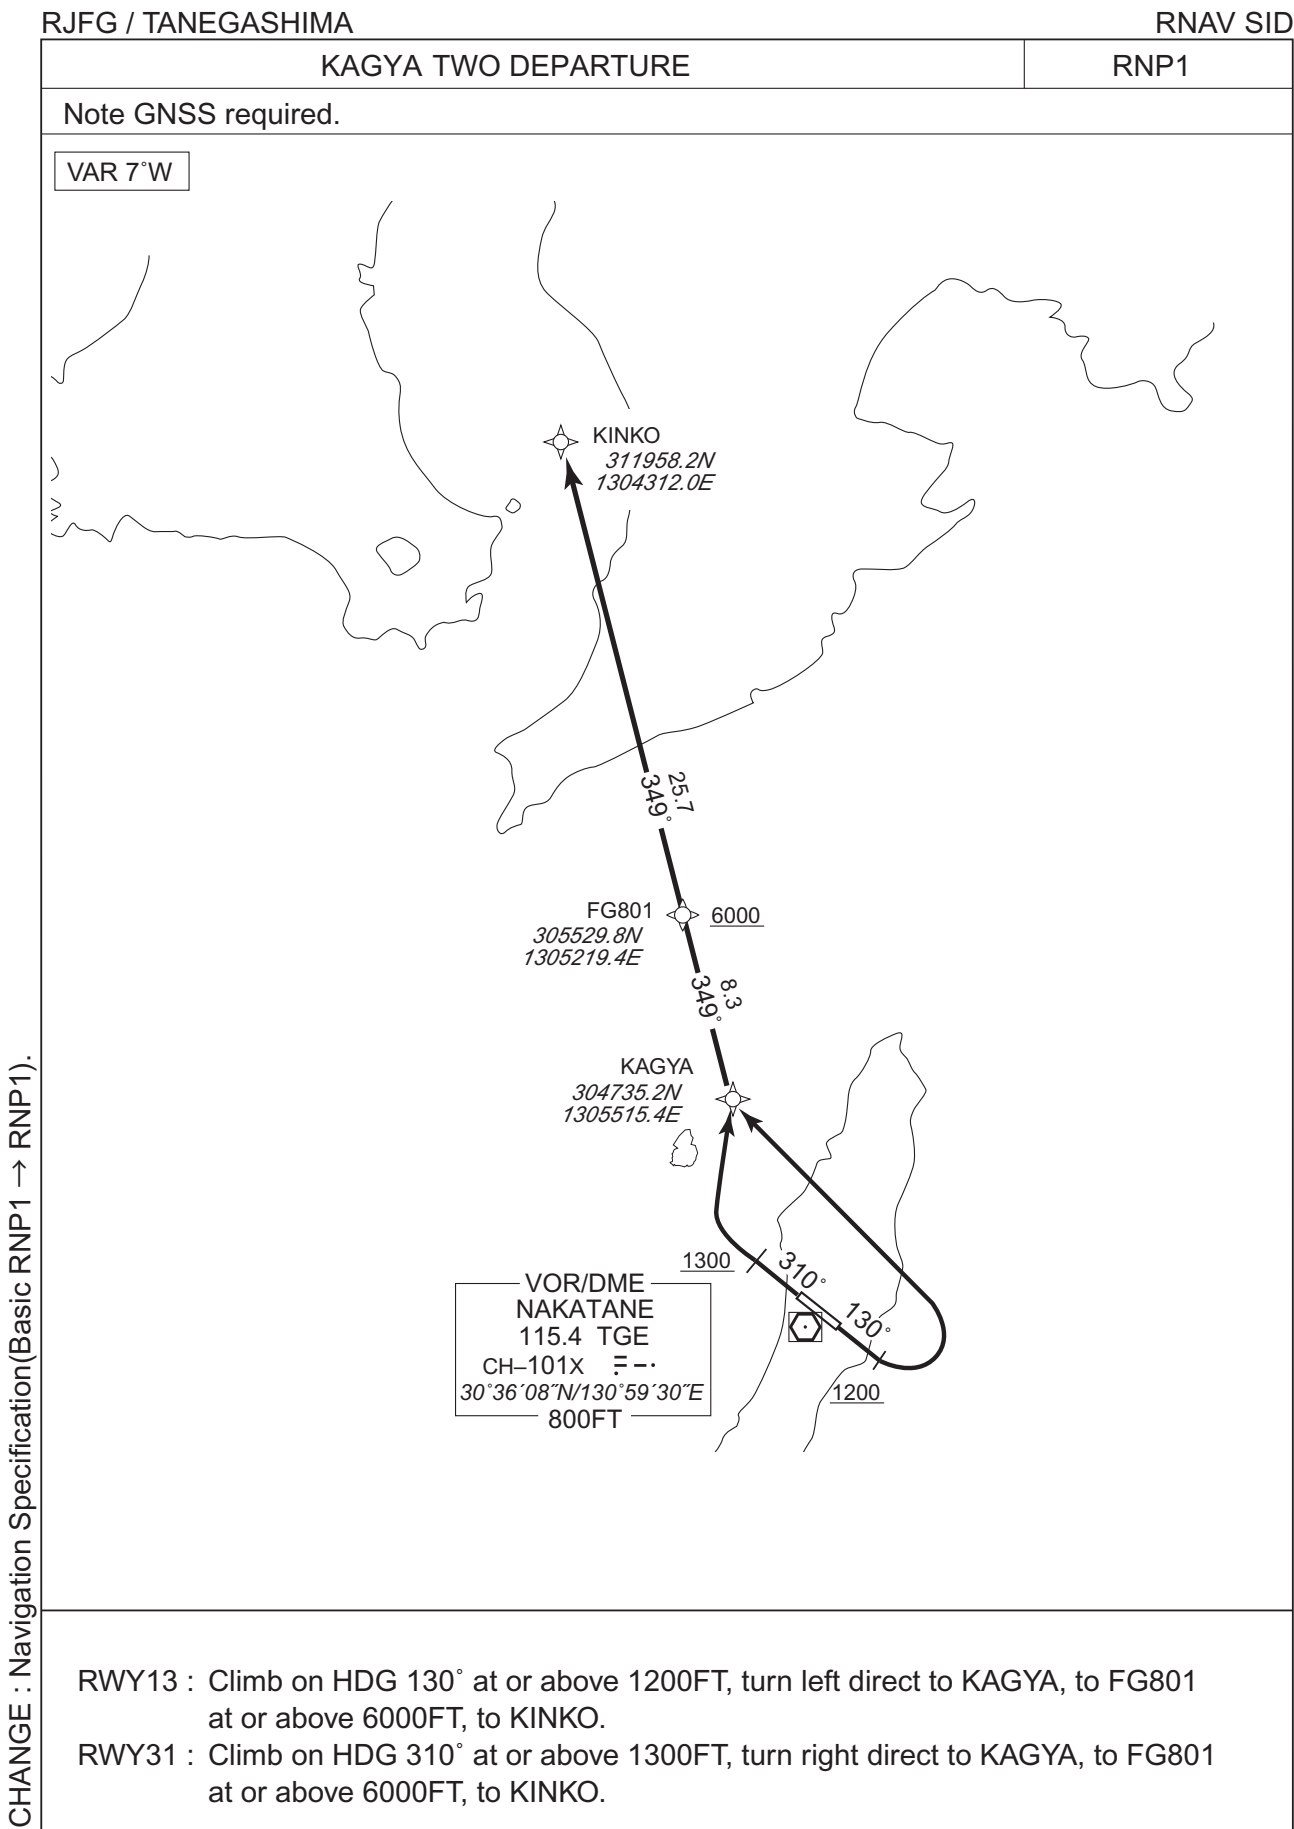 RJFG / TANEGASHIMA
RNAV SID
KAGYA TWO DEPARTURE
RNP1
Note GNSS required.
VAR 7˚W
KINKO
311958.2N
1304312.0E
25.7
349˚
FG801
6000
305529.8N
1305219.4E
8.3
349˚
KAGYA
304735.2N
1305515.4E
1300
310˚
130˚
1200
VOR/DME
NAKATANE
115.4 TGE
CH–101X
30˚36´08˝N/130˚59´30˝E
800FT
CHANGE : Navigation Specification(Basic RNP1 → RNP1).
RWY13 : Climb on HDG 130˚ at or above 1200FT, turn left direct to KAGYA, to FG801
at or above 6000FT, to KINKO.
RWY31 : Climb on HDG 310˚ at or above 1300FT, turn right direct to KAGYA, to FG801
at or above 6000FT, to KINKO.